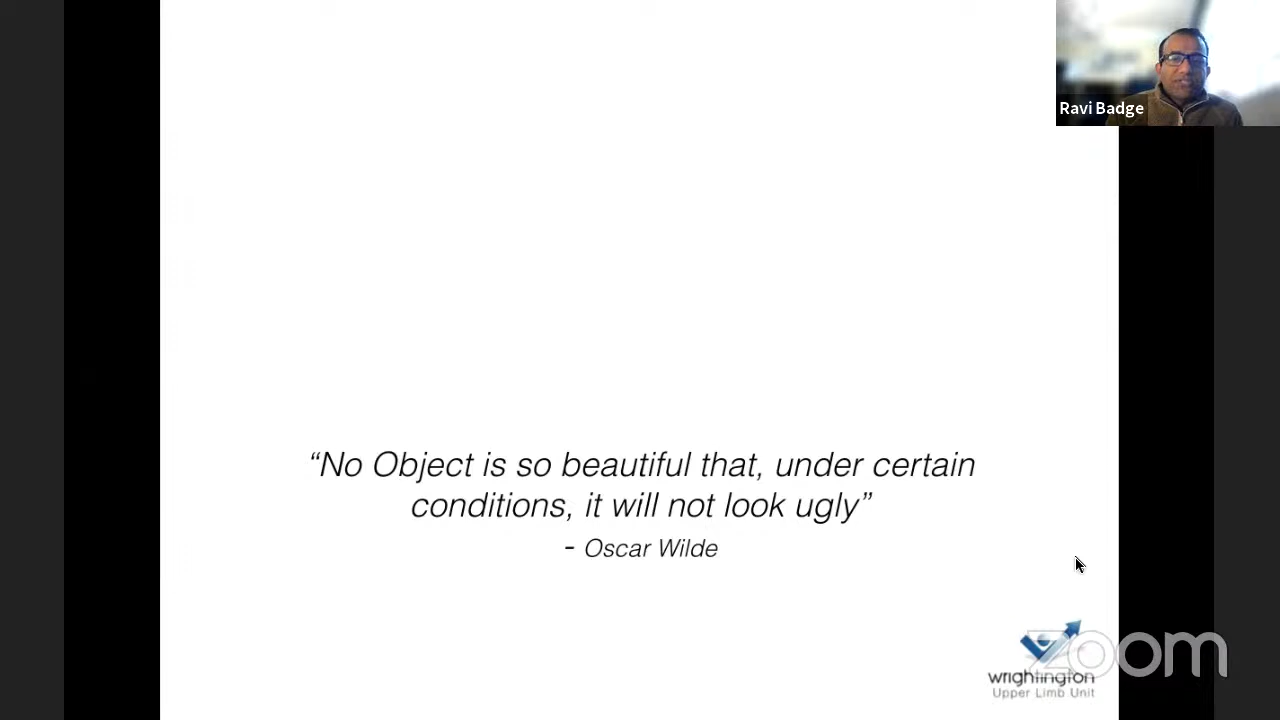 Ravi Badge
“No Object is so beautiful that, under certain
conditions, it will not look ugly”
- Oscar Wilde
zoom
wrightington
Upper Limb Unit